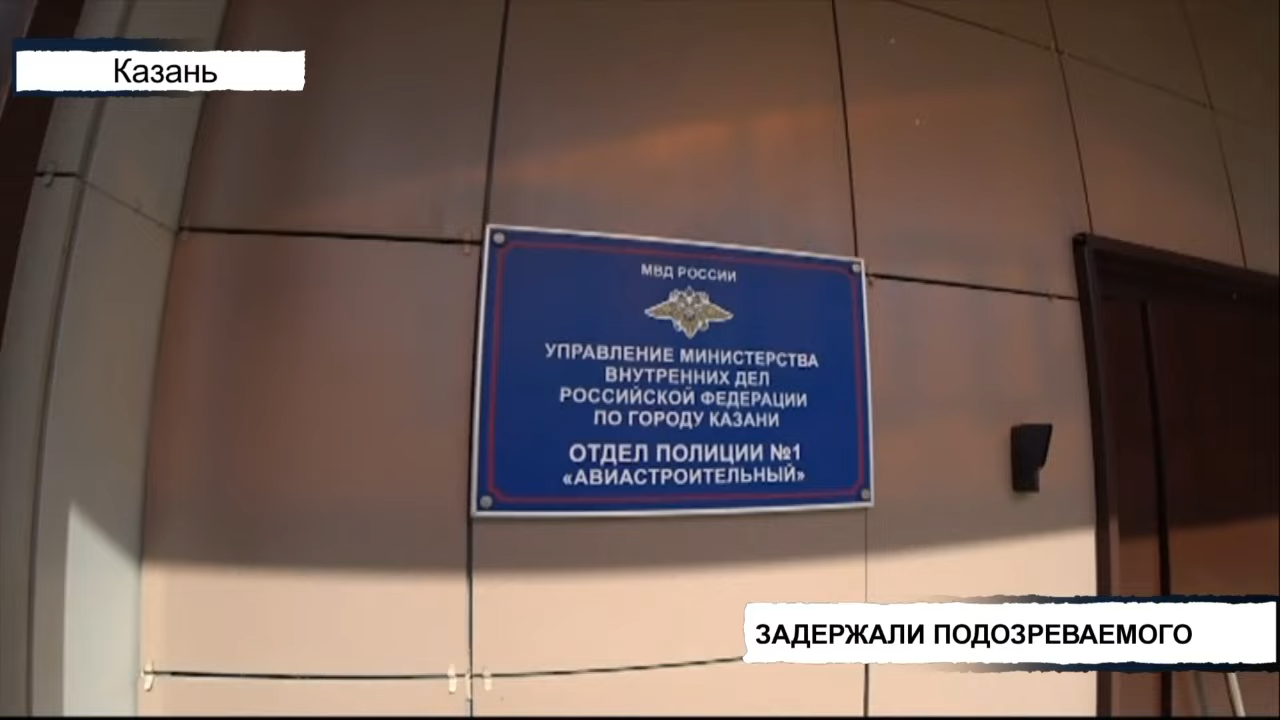 Казань
МВД РОССИИ
УПРАВЛЕНИЕ МИНИСТЕРСТВА
ВНУТРЕННИХ ДЕЛ
РОССИЙСКОЙ ФЕДЕРАЦИИ
ПО ГОРОДУ КАЗАНИ
ОТДЕЛ ПОЛИЦИИ №1
«АВИАСТРОИТЕЛЬНЫЙ»
ЗАДЕРЖАЛИ ПОДОЗРЕВАЕМОГО